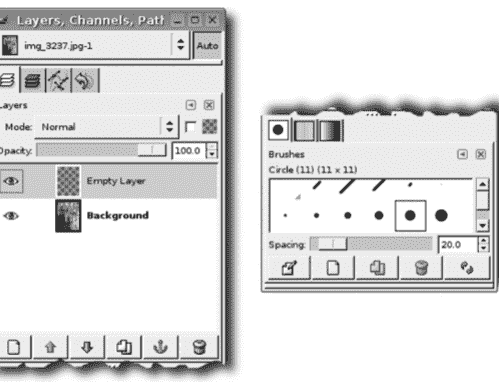 Layers, Channels, Path
img_3237.jpg-1
Auto
Layers
Mode: Normal
Opacity: 100.0
Empty Layer
Background
Brushes
Circle (11) (11 x 11)
Spacing: 20.0